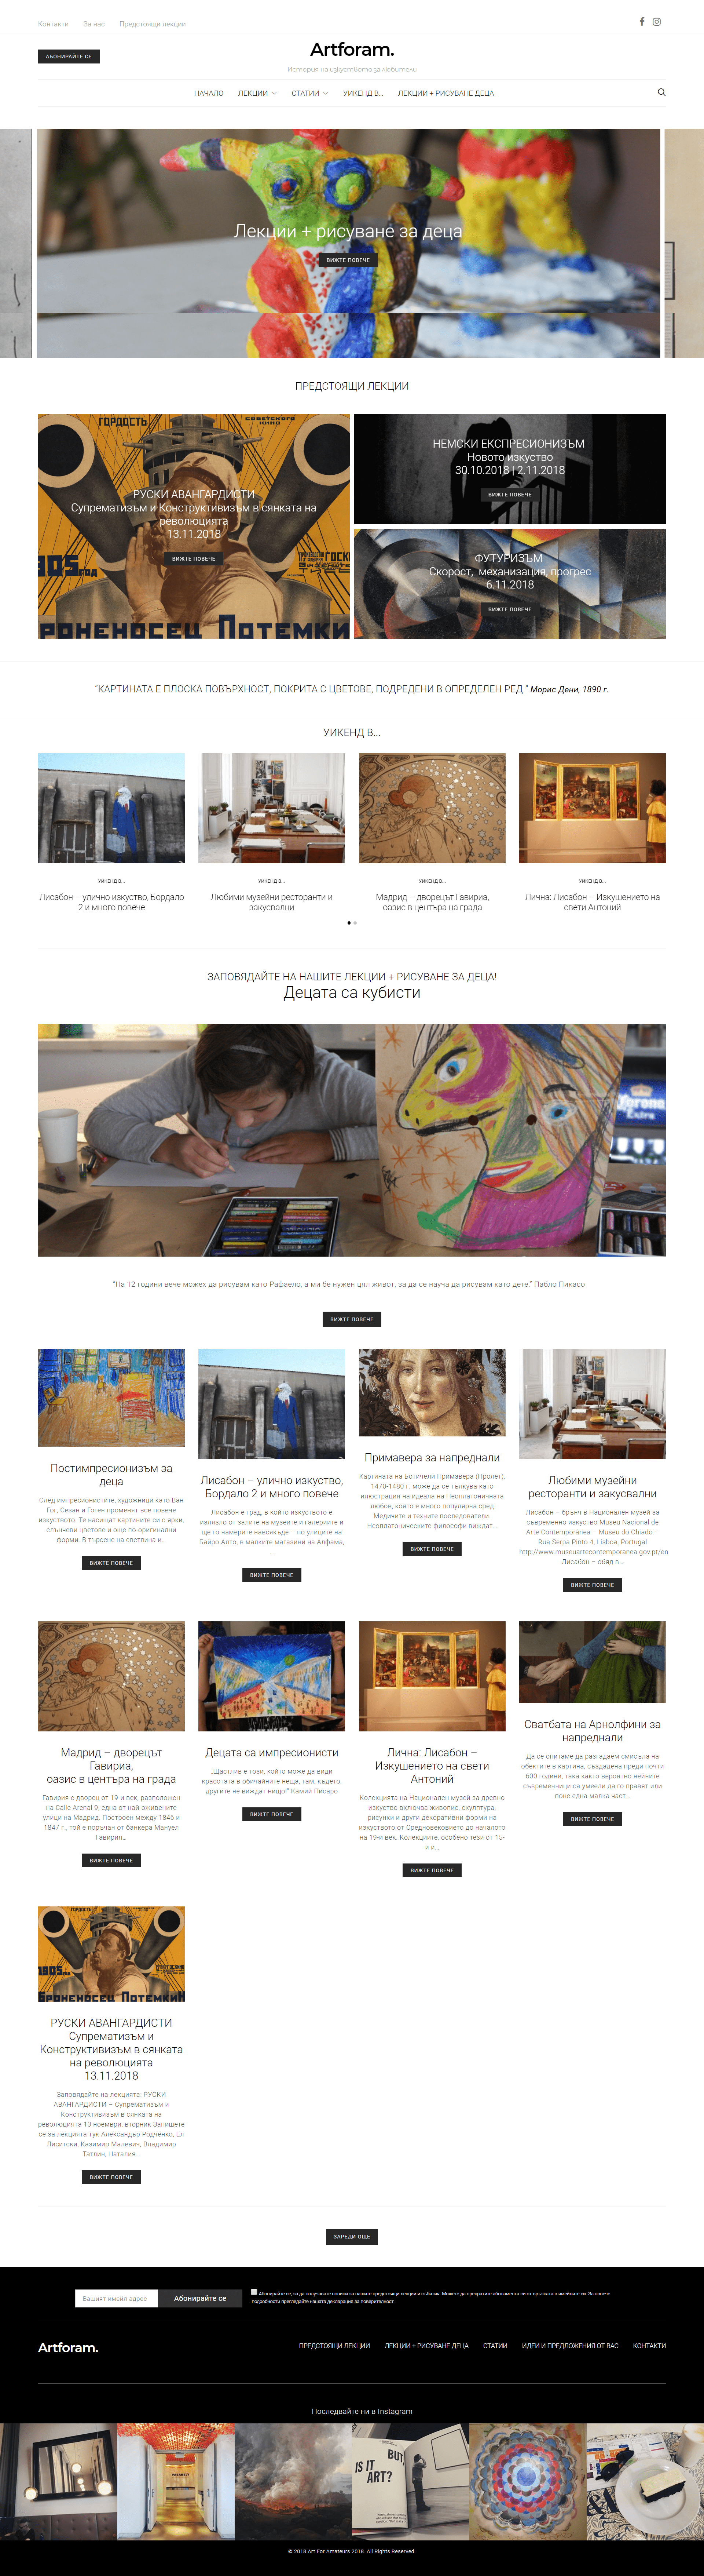 Контакти За нас Предстоящи лекции
АБОНИРАЙТЕ СЕ
Artforam.
История на изкуството за любители
НАЧАЛО ЛЕКЦИИ СТАТИИ УИКЕНД В... ЛЕКЦИИ + РИСУВАНЕ ДЕЦА
Лекции + рисуване за деца
ВИЖТЕ ПОВЕЧЕ
ПРЕДСТОЯЩИ ЛЕКЦИИ
ГОРДОСТЬ
СОВЕТСКОГО
КИНО
РУСКИ АВАНГАРДИСТИ
Супрематизъм и Конструктивизъм в сянката на
революцията
13.11.2018
ВИЖТЕ ПОВЕЧЕ
905 ГОД
РОНЕНОСЕЦ ПОТЕМКИ
НЕМСКИ ЕКСПРЕСИОНИЗЪМ
Новото изкуство
30.10.2018 | 2.11.2018
ВИЖТЕ ПОВЕЧЕ
ФУТУРИЗЪМ
Скорост, механизация, прогрес
6.11.2018
ВИЖТЕ ПОВЕЧЕ
"КАРТИНАТА Е ПЛОСКА ПОВЪРХНОСТ, ПОКРИТА С ЦВЕТОВЕ, ПОДРЕДЕНИ В ОПРЕДЕЛЕН РЕД " Морис Дени, 1890 г.
УИКЕНД В...
УИКЕНД В...
Лисабон – улично изкуство, Бордало
2 и много повече
УИКЕНД В...
Любими музейни ресторанти и
закусвални
УИКЕНД В...
Мадрид – дворецът Гавириа,
оазис в центъра на града
УИКЕНД В...
Лична: Лисабон – Изкушението на
свети Антоний
ЗАПОВЯДАЙТЕ НА НАШИТЕ ЛЕКЦИИ + РИСУВАНЕ ЗА ДЕЦА!
Децата са кубисти
Corona
Extra
"На 12 години вече можех да рисувам като Рафаело, а ми бе нужен цял живот, за да се науча да рисувам като дете." Пабло Пикасо
ВИЖТЕ ПОВЕЧЕ
Постимпресионизъм за
деца
След импресионистите, художници като Ван
Гог, Сезан и Гоген променят все повече
изкуството. Те насищат картините си с ярки,
слънчеви цветове и още по-оригинални
форми. В търсене на светлина и…
ВИЖТЕ ПОВЕЧЕ
Лисабон – улично изкуство,
Бордало 2 и много повече
Лисабон е град, в който изкуството е
излязло от залите на музеите и галериите и
ще го намерите навсякъде – по улиците на
Байро Алто, в малките магазини на Алфама,
…
ВИЖТЕ ПОВЕЧЕ
Примавера за напреднали
Картината на Ботичели Примавера (Пролет),
1470-1480 г. може да се тълкува като
илюстрация на идеала на Неоплатоничната
любов, която е много популярна сред
Медичите и техните последователи
Неоплатоническите философи виждат…
ВИЖТЕ ПОВЕЧЕ
Любими музейни
ресторанти и закусвални
Лисабон – брънч в Национален музей за
съвременно изкуство Museu Nacional de
Arte Contemporânea – Museu do Chiado –
Rua Serpa Pinto 4, Lisboa, Portugal
http://www.museuartecontemporanea.gov.pt/en
Лисабон – обяд в…
ВИЖТЕ ПОВЕЧЕ
Мадрид – дворецът
Гавириа,
оазис в центъра на града
Гавирия е дворец от 19-и век, разположен
на Calle Arenal 9, една от най-оживените
улици на Мадрид. Построен между 1846 и
1847 г., той е поръчан от банкера Мануел
Гавирия…
ВИЖТЕ ПОВЕЧЕ
Децата са импресионисти
„Щастлив е този, който може да види
красотата в обичайните неща, там, където,
другите не виждат нищо!" Камий Писаро
ВИЖТЕ ПОВЕЧЕ
Лична: Лисабон –
Изкушението на свети
Антоний
Колекцията на Национален музей за древно
изкуство включва живопис, скулптура,
рисунки и други декоративни форми на
изкуството от Средновековието до началото
на 19-и век. Колекциите, особено тези от 15-
и и…
ВИЖТЕ ПОВЕЧЕ
Сватбата на Арнолфини за
напреднали
Да се опитаме да разгадаем смисъла на
обектите в картина, създадена преди почти
600 години, така както вероятно нейните
съвременници са умеели да го правят или
поне една малка част…
ВИЖТЕ ПОВЕЧЕ
1905 ГОД
БРОНЕНОСЕЦ ПОТЕМКИН
РУСКИ АВАНГАРДИСТИ
Супрематизъм и
Конструктивизъм в сянката
на революцията
13.11.2018
Заповядайте на лекцията: РУСКИ
АВАНГАРДИСТИ – Супрематизъм и
Конструктивизъм в сянката на
революцията 13 ноември, вторник Запишете
се за лекцията тук Александър Родченко, Ел
Лиситски, Казимир Малевич, Владимир
Татлин, Наталия…
ВИЖТЕ ПОВЕЧЕ
ЗАРЕДИ ОЩЕ
Вашият имейл адрес Абонирайте се
Абонирайте се, за да получавате новини за нашите предстоящи лекции и събития. Можете да прекратите абонамента си от връзката в имейлите си. За повече
подробности прегледайте нашата декларация за поверителност.
Artforam.
ПРЕДСТОЯЩИ ЛЕКЦИИ ЛЕКЦИИ + РИСУВАНЕ ДЕЦА СТАТИИ ИДЕИ И ПРЕДЛОЖЕНИЯ ОТ ВАС КОНТАКТИ
Последвайте ни в Instagram
BUT
IS IT
ART?
© 2018 Art For Amateurs 2018. All Rights Reserved.